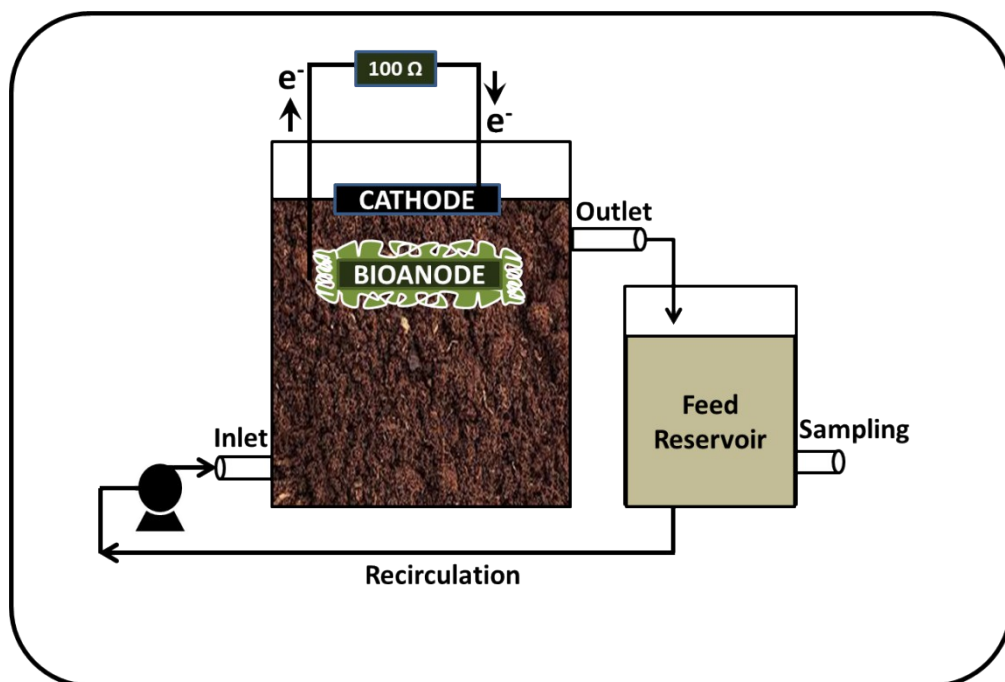 100 Ω
e-
e-
CATHODE
Outlet
BIOANODE
Feed
Reservoir
Sampling
Inlet
Recirculation